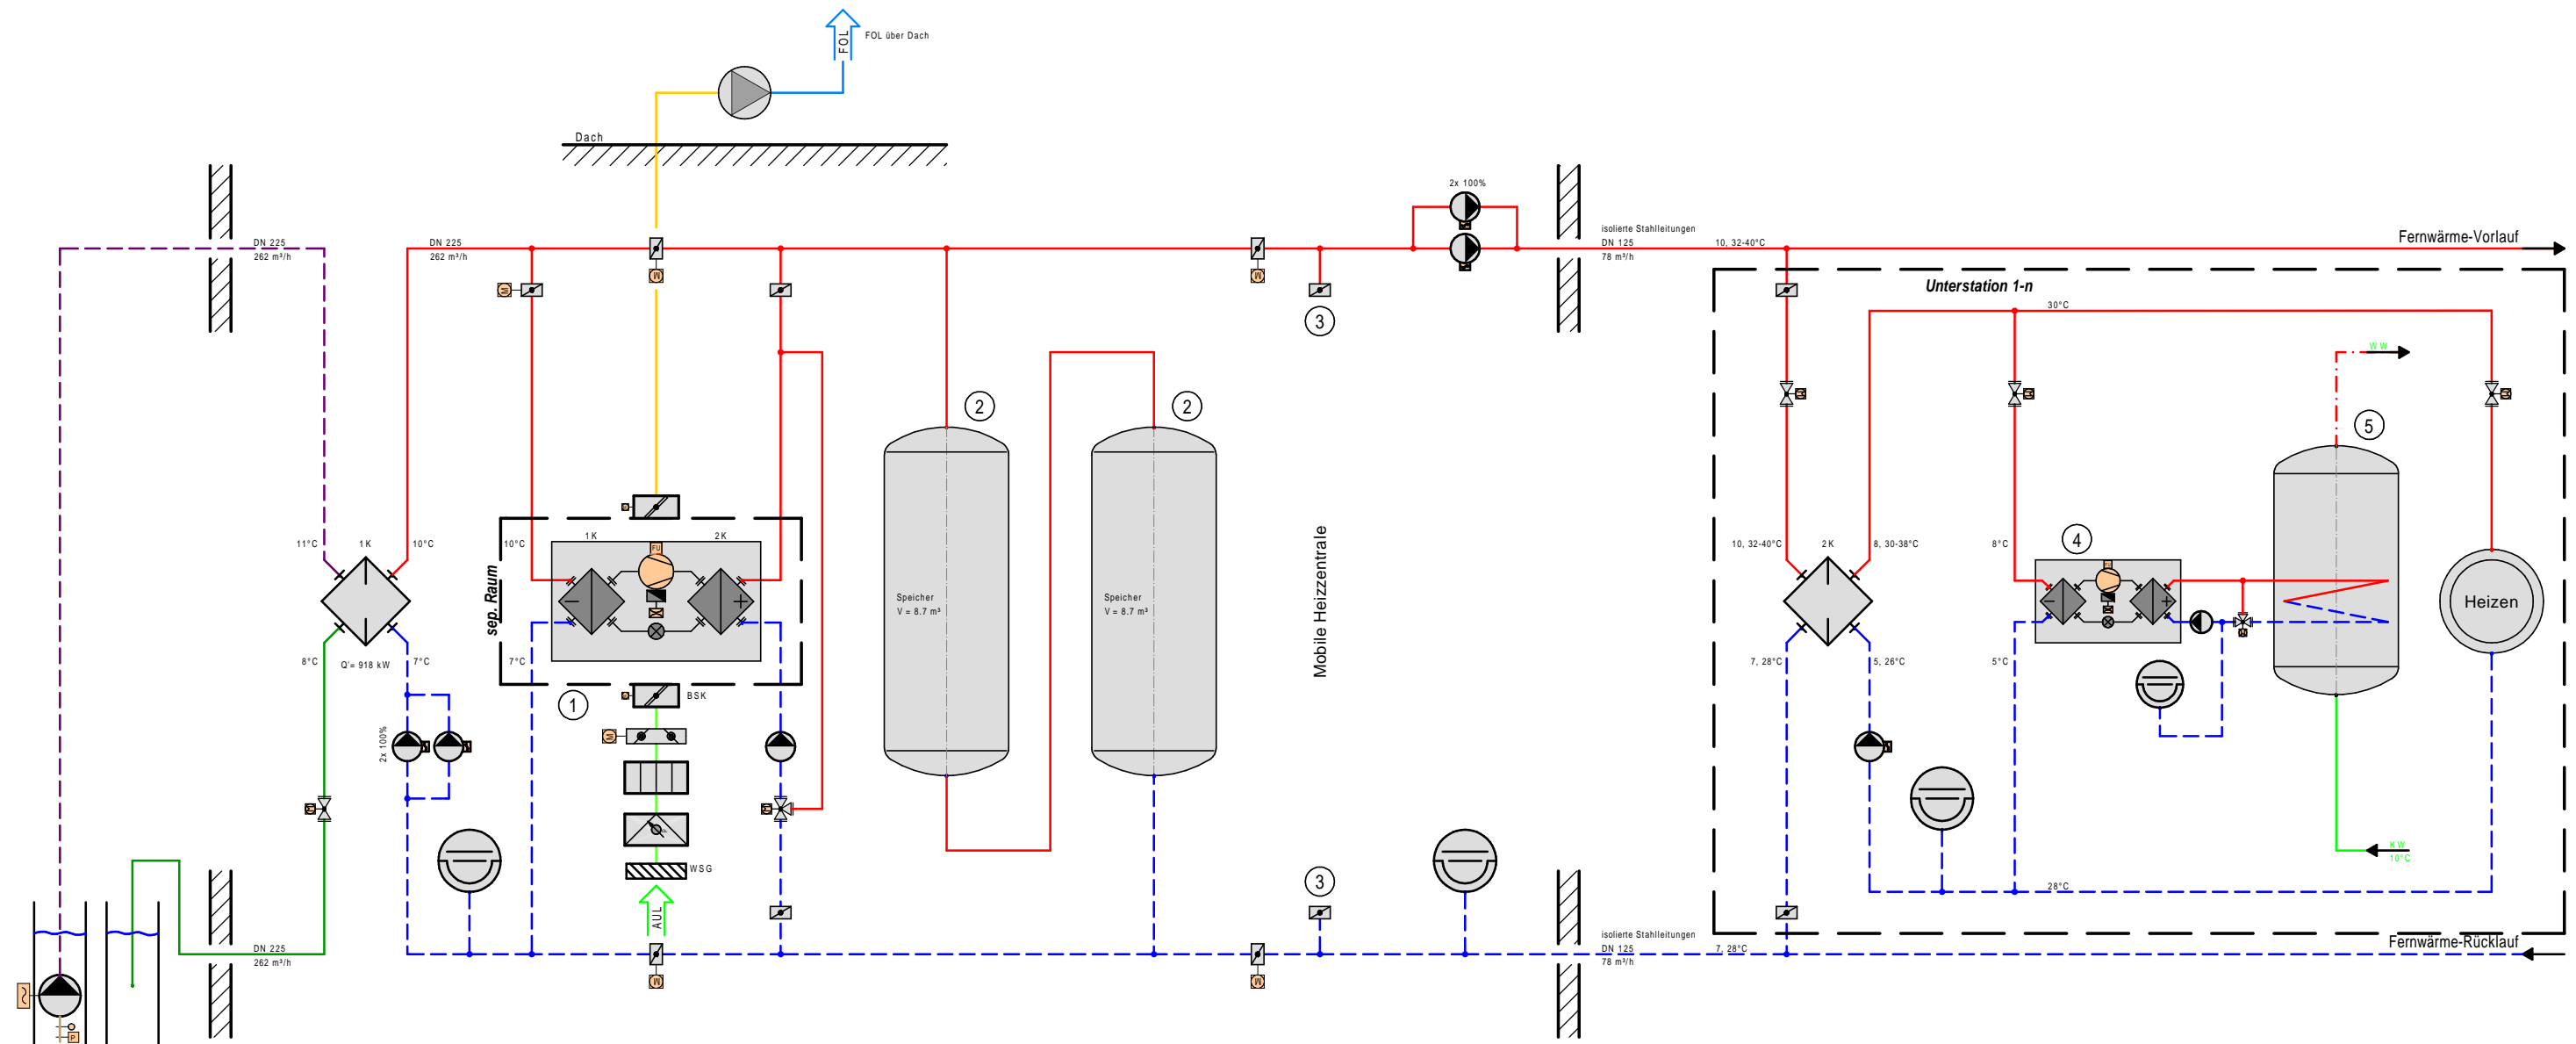 FOL
FOL über Dach
Dach
2x 100%
isolierte Stahlleitungen
DN 125
78 m³/h
10, 32-40°C
Fernwärme-Vorlauf
DN 225
262 m³/h
DN 225
262 m³/h
M
M
M
3
Unterstation 1-n
30°C
WW
2
2
5
11°C
1K
10°C
10°C
1K
2K
FU
sep. Raum
Speicher
V = 8.7 m³
Speicher
V = 8.7 m³
Mobile Heizzentrale
10, 32-40°C
2K
8, 30-38°C
8°C
4
Heizen
8°C
Q'= 918 kW
7°C
7°C
1
BSK
7, 28°C
5, 26°C
5°C
2x 100%
M
WSG
AUL
3
KW
10°C
28°C
DN 225
262 m³/h
M
M
isolierte Stahlleitungen
DN 125
78 m³/h
7, 28°C
Fernwärme-Rücklauf
P